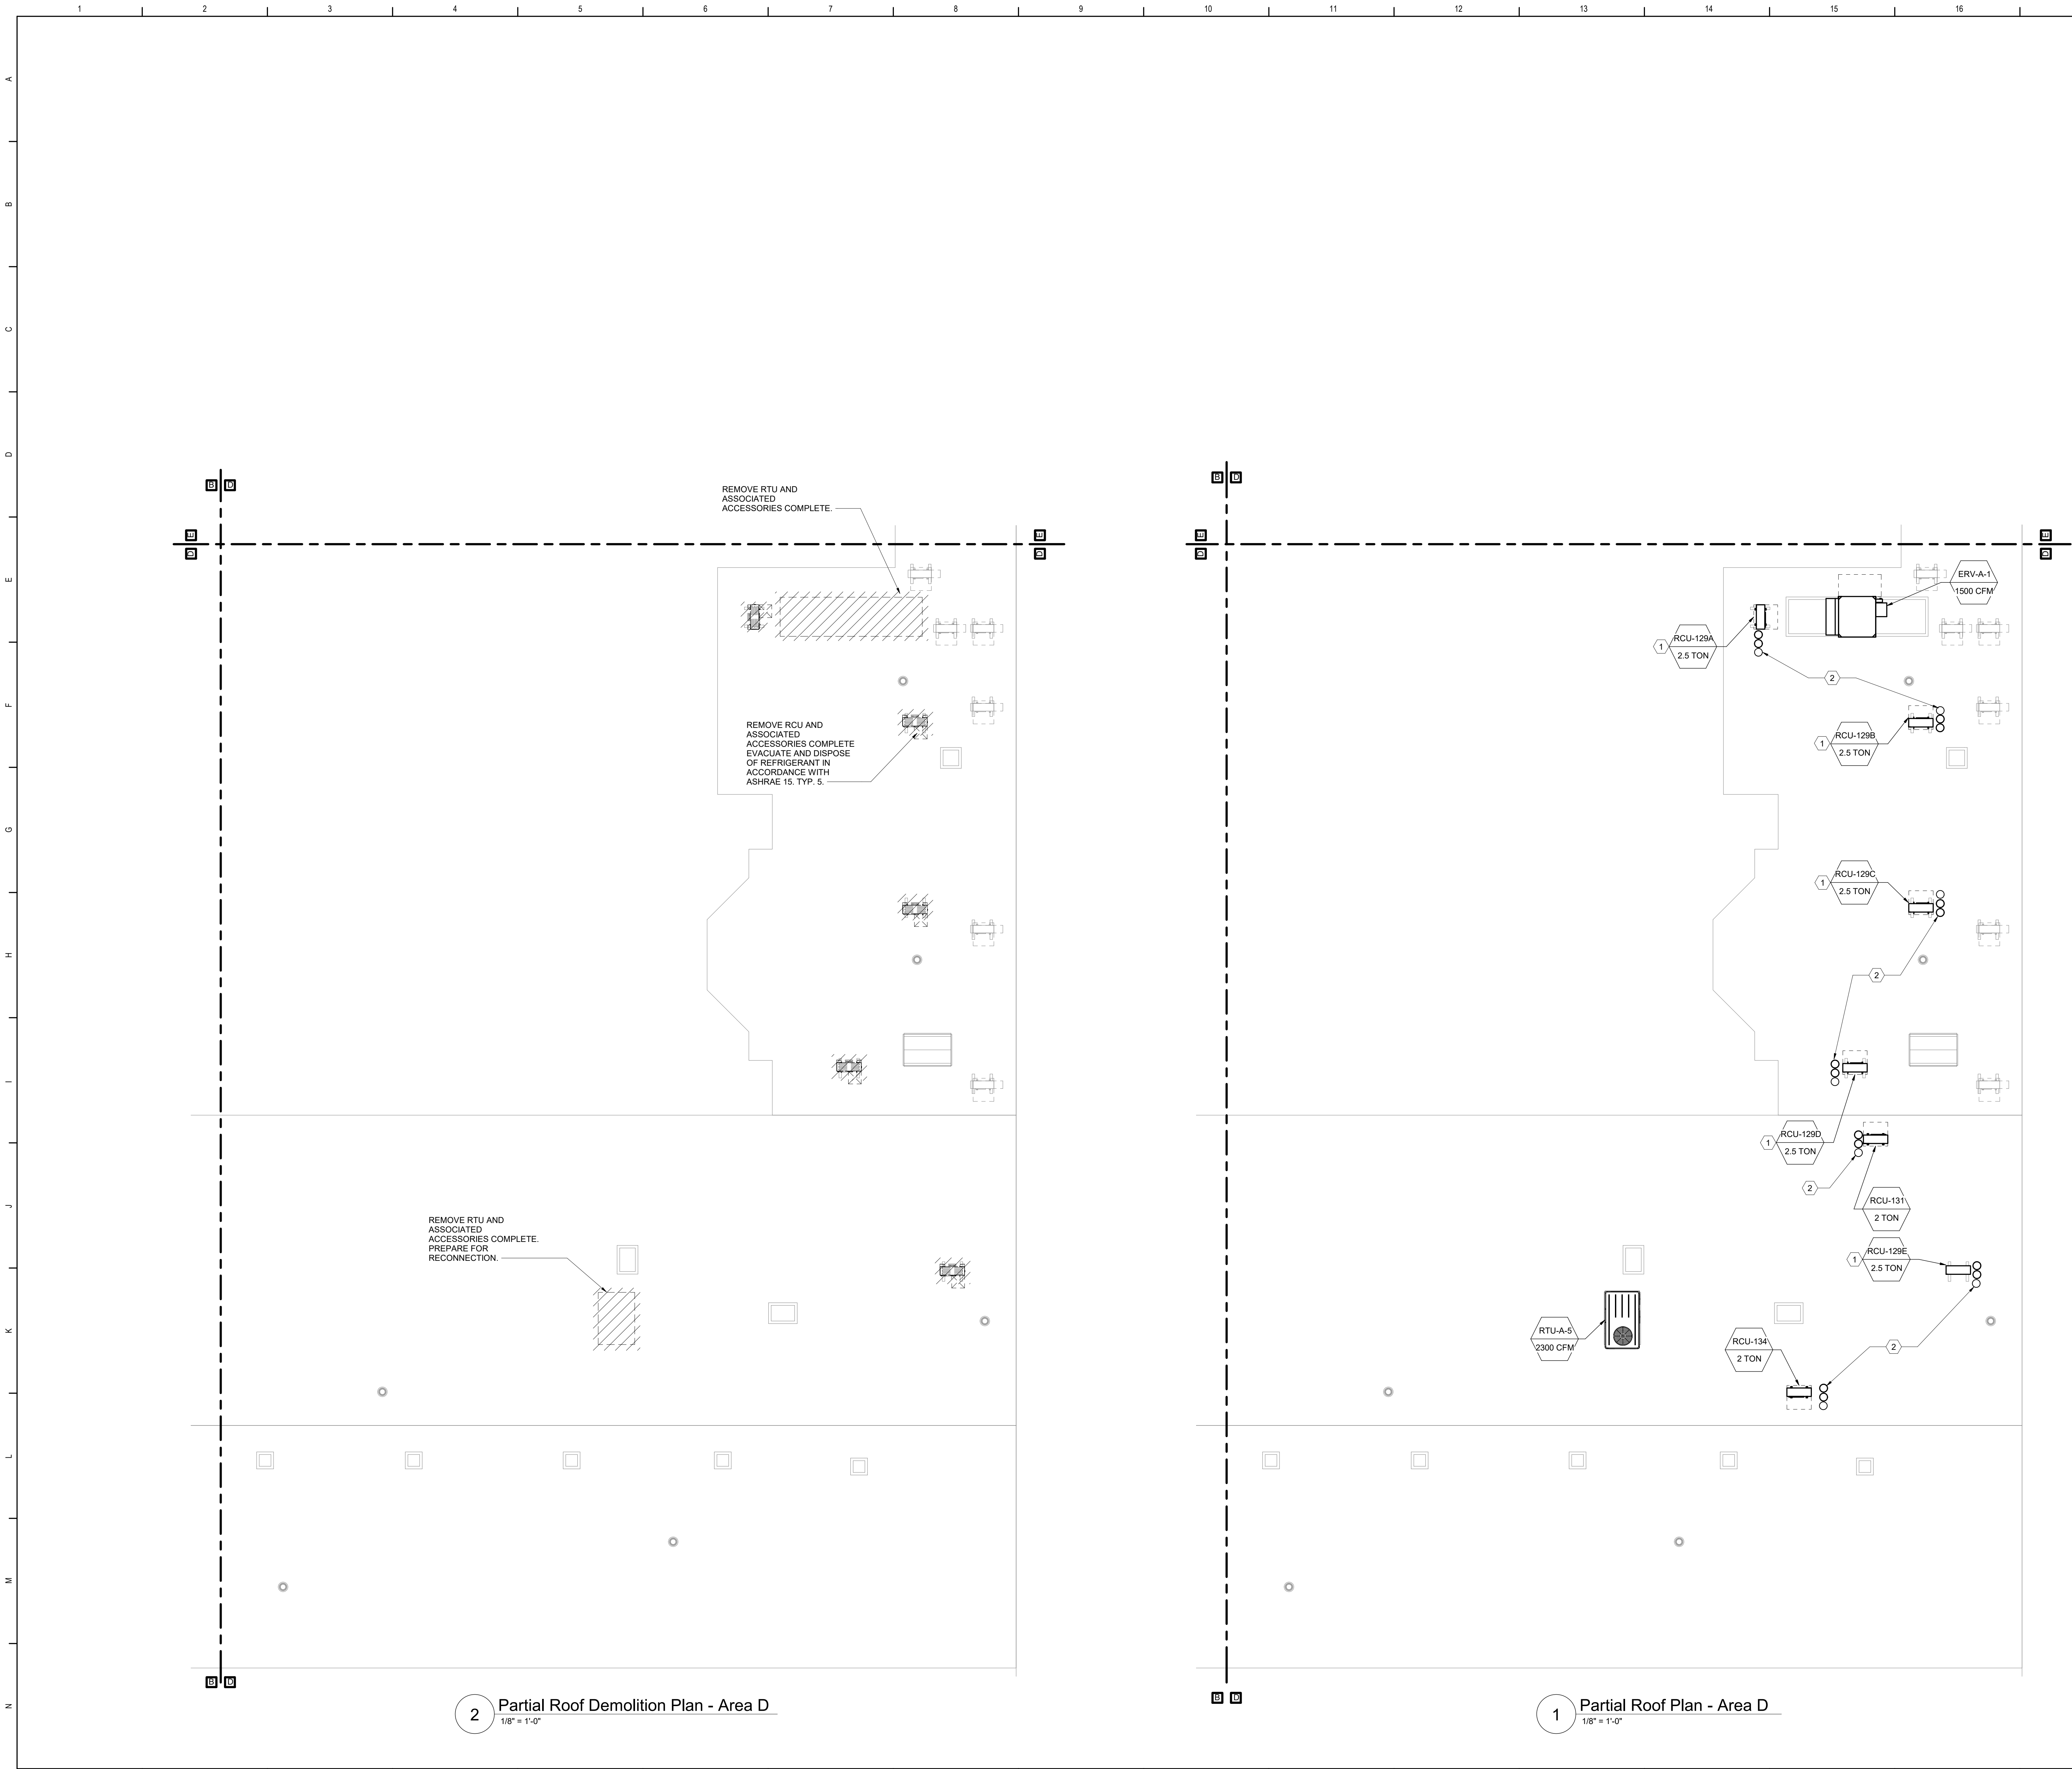 1 2 3 4 5 6 7 8 9 10 11 12 13 14 15 16
A
B
C
D
E
F
G
H
I
J
K
L
M
N
B D
E
D
E
D
REMOVE RTU AND
ASSOCIATED
ACCESSORIES COMPLETE.
REMOVE RCU AND
ASSOCIATED
ACCESSORIES COMPLETE
EVACUATE AND DISPOSE
OF REFRIGERANT IN
ACCORDANCE WITH
ASHRAE 15. TYP. 5.
REMOVE RTU AND
ASSOCIATED
ACCESSORIES COMPLETE.
PREPARE FOR
RECONNECTION.
B D
2
Partial Roof Demolition Plan - Area D
1/8" = 1'-0"
B D
E
D
E
D
ERV-A-1
1500 CFM
1
RCU-129A
2.5 TON
2
1
RCU-129B
2.5 TON
1
RCU-129C
2.5 TON
2
1
RCU-129D
2.5 TON
2
RCU-131
2 TON
1
RCU-129E
2.5 TON
RTU-A-5
2300 CFM
RCU-134
2 TON
2
B D
1
Partial Roof Plan - Area D
1/8" = 1'-0"